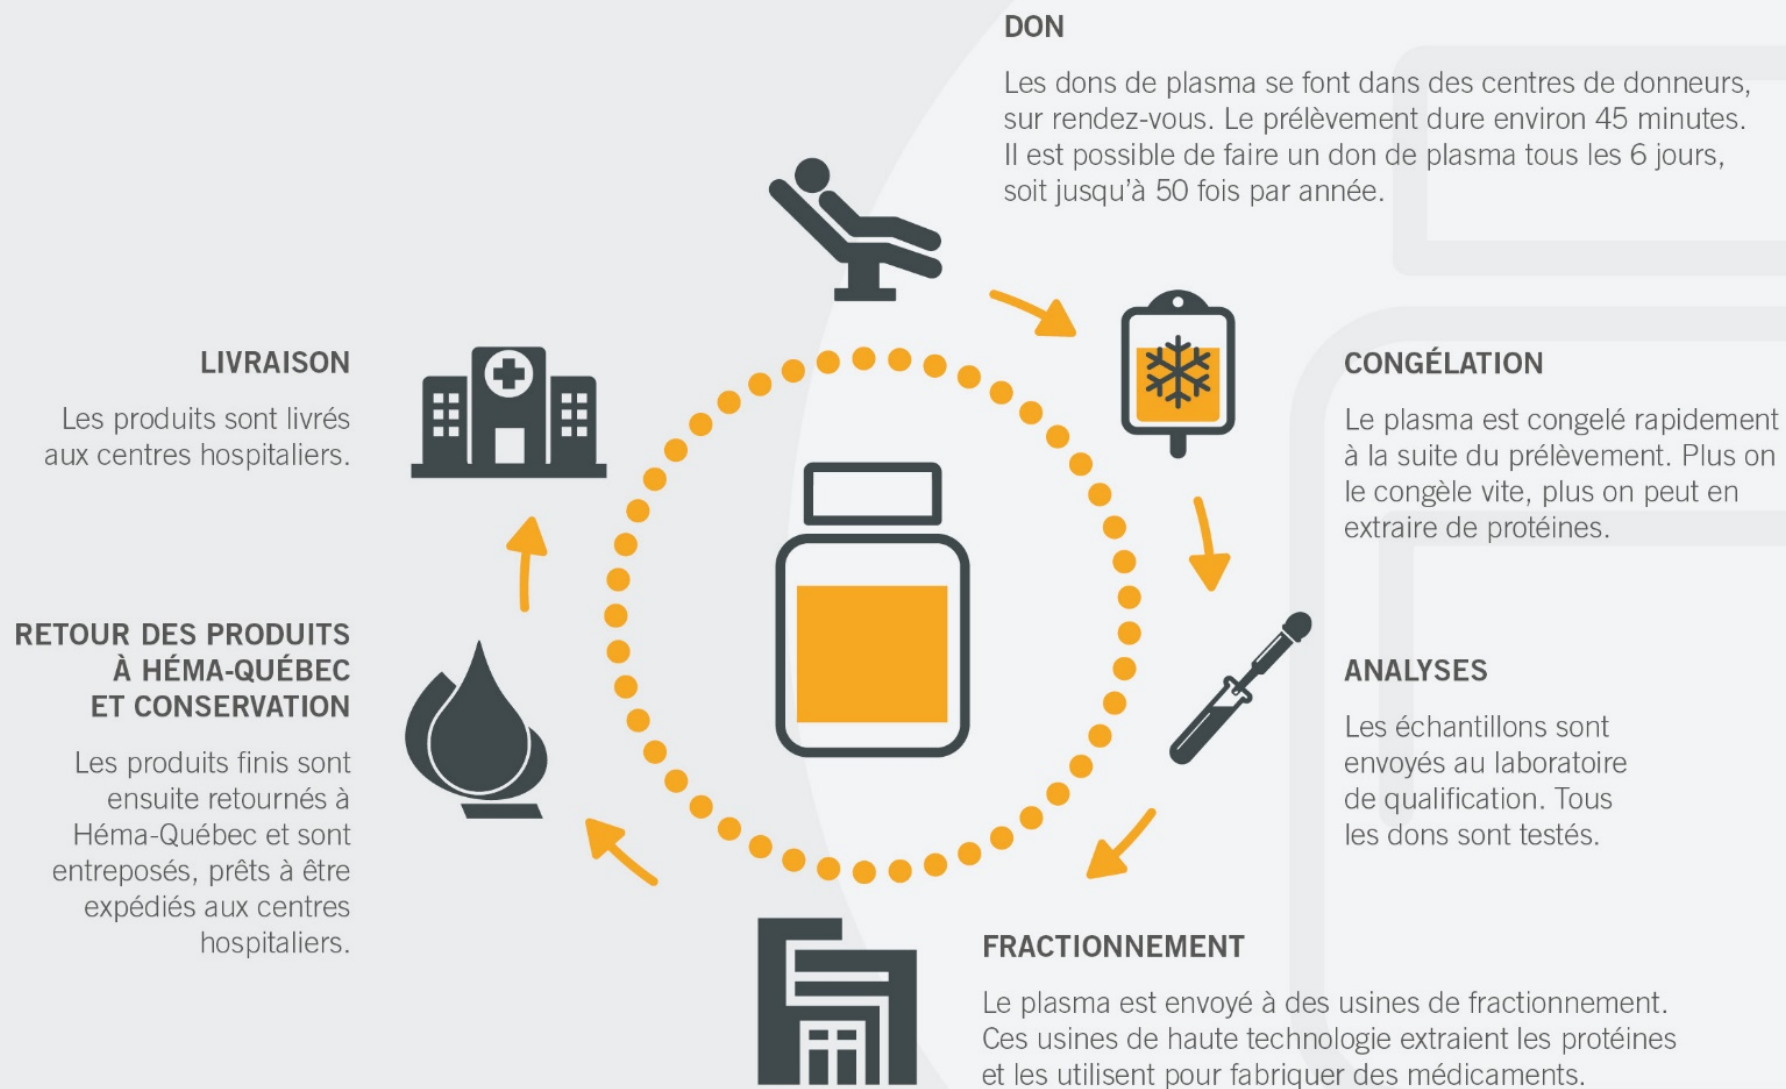 DON
Les dons de plasma se font dans des centres de donneurs,
sur rendez-vous. Le prélèvement dure environ 45 minutes.
Il est possible de faire un don de plasma tous les 6 jours,
soit jusqu'à 50 fois par année.
CONGÉLATION
Le plasma est congelé rapidement
à la suite du prélèvement. Plus on
le congèle vite, plus on peut en
extraire de protéines.
ANALYSES
Les échantillons sont
envoyés au laboratoire
de qualification. Tous
les dons sont testés.
FRACTIONNEMENT
Le plasma est envoyé à des usines de fractionnement.
Ces usines de haute technologie extraient les protéines
et les utilisent pour fabriquer des médicaments.
RETOUR DES PRODUITS
À HÉMA-QUÉBEC
ET CONSERVATION
Les produits finis sont
ensuite retournés à
Héma-Québec et sont
entreposés, prêts à être
expédiés aux centres
hospitaliers.
LIVRAISON
Les produits sont livrés
aux centres hospitaliers.